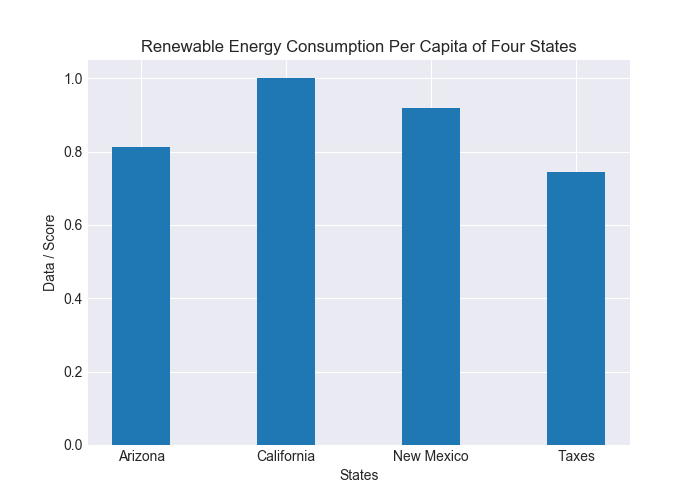 Renewable Energy Consumption Per Capita of Four States
1.0
0.8
0.6
0.4
0.2
0.0
Data / Score
Arizona California New Mexico Taxes
States